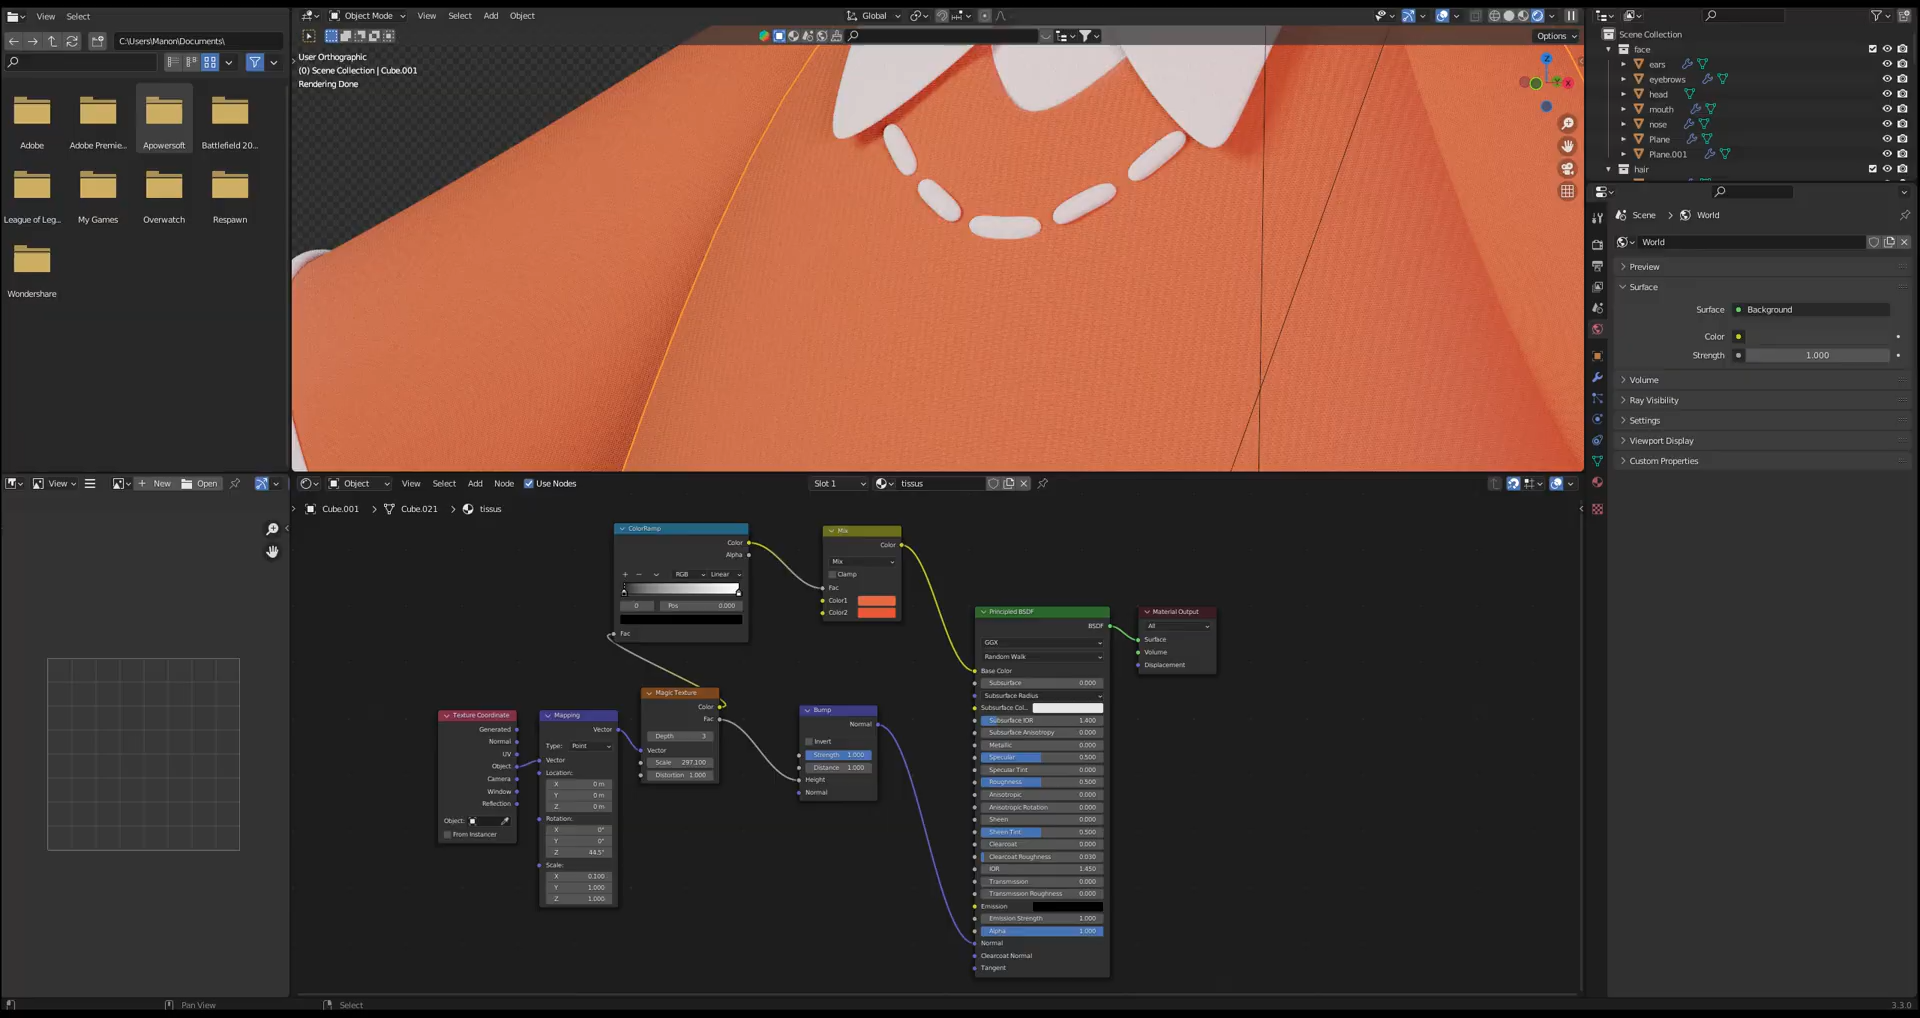 View Select
Object Mode View Select Add Object
Global
Scene Collection
C:\Users\Manon\Documents\
Options
face
ears
eyebrows
head
mouth
nose
Plane
Plane.001
hair
User Orthographic
(0) Scene Collection | Cube.001
Rendering Done
Z
Y
X
Adobe
Adobe Premie...
Apowersoft
Battlefield 20...
League of Leg...
My Games
Overwatch
Respawn
Wondershare
Scene > World
World
Preview
Surface
Surface Background
Color
Strength 1.000
Volume
Ray Visibility
Settings
Viewport Display
Custom Properties
View New Open
Object View Select Add Node Use Nodes
Slot 1 tissus
Cube.001 > Cube.021 > tissus
ColorRamp
Color
Alpha
RGB Linear
0 Pos 0.000
Fac
Mix
Color
Mix
Clamp
Fac
Color1
Color2
Principled BSDF
BSDF
GGX
Random Walk
Base Color
Subsurface 0.000
Subsurface Radius
Subsurface Col...
Subsurface IOR 1.400
Subsurface Anisotropy 0.000
Metallic 0.000
Specular 0.500
Specular Tint 0.000
Roughness 0.500
Anisotropic 0.000
Anisotropic Rotation 0.000
Sheen 0.000
Sheen Tint 0.500
Clearcoat 0.000
Clearcoat Roughness 0.030
IOR 1.450
Transmission 0.000
Transmission Roughness 0.000
Emission
Emission Strength 1.000
Alpha 1.000
Normal
Clearcoat Normal
Tangent
Material Output
All
Surface
Volume
Displacement
Texture Coordinate
Generated
Normal
UV
Object
Camera
Window
Reflection
Object:
From Instancer
Mapping
Vector
Type: Point
Vector
Location:
X 0 m
Y 0 m
Z 0 m
Rotation:
X 0°
Y 0°
Z 44.5°
Scale:
X 0.100
Y 1.000
Z 1.000
Magic Texture
Color
Fac
Depth 3
Vector
Scale 297.100
Distortion 1.000
Bump
Normal
Invert
Strength 1.000
Distance 1.000
Height
Normal
Pan View
Select
3.3.0